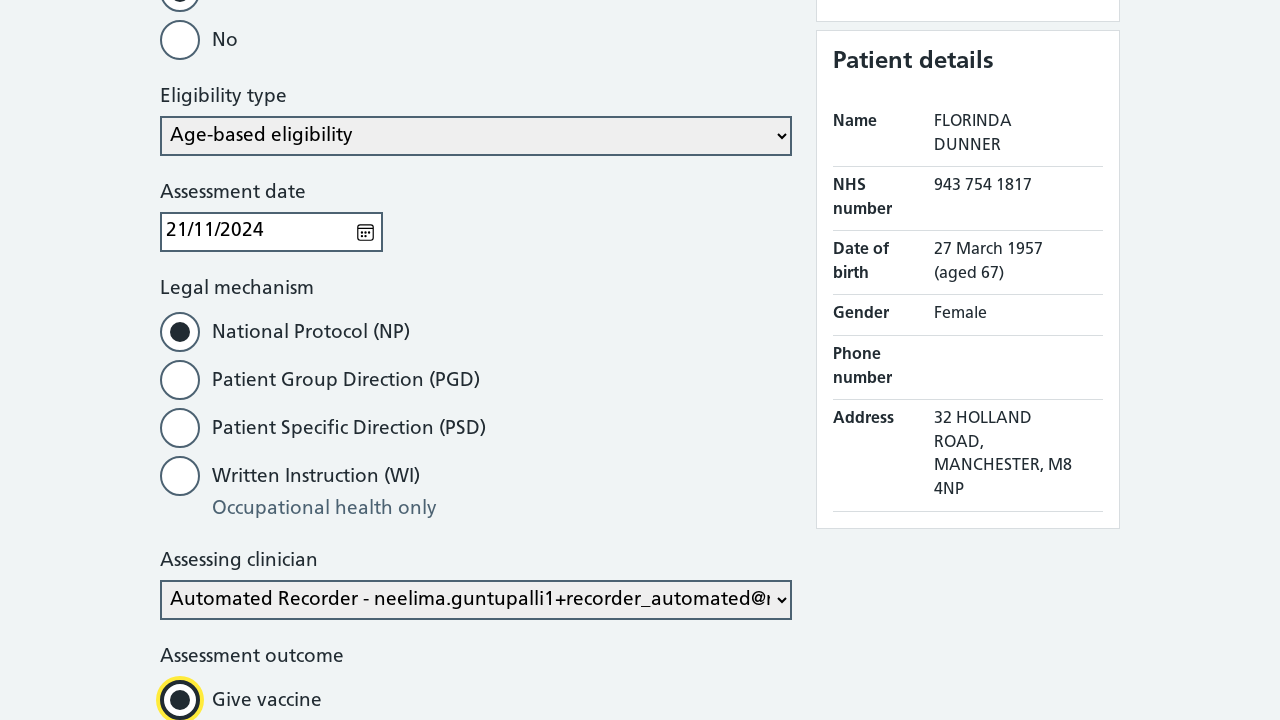 No
Eligibility type
Age-based eligibility
Assessment date
21/11/2024
Legal mechanism
National Protocol (NP)
Patient Group Direction (PGD)
Patient Specific Direction (PSD)
Written Instruction (WI)
Occupational health only
Assessing clinician
Automated Recorder - neelima.guntupalli1+recorder_automated@
Assessment outcome
Give vaccine
Patient details
Name FLORINDA
DUNNER
NHS 943 754 1817
number
Date of 27 March 1957
birth (aged 67)
Gender Female
Phone
number
Address 32 HOLLAND
ROAD,
MANCHESTER, M8
4NP